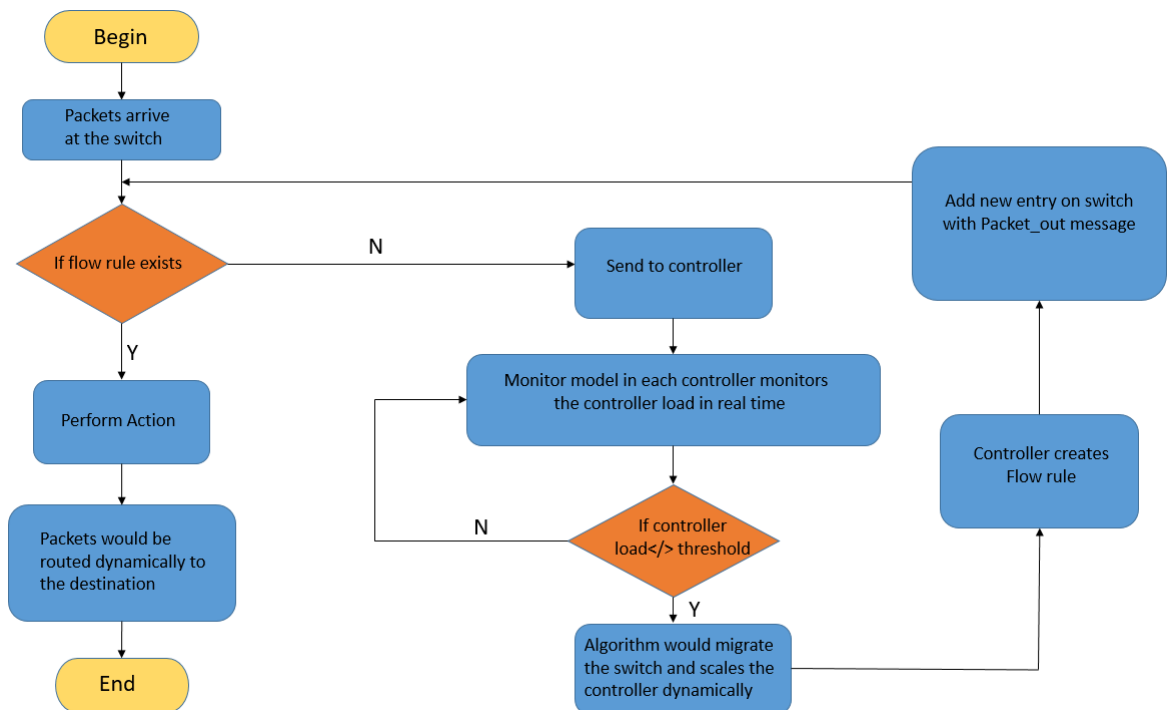 Begin
Packets arrive
at the switch
If flow rule exists
N
Y
Perform Action
Packets would be
routed dynamically to
the destination
End
Send to controller
Monitor model in each controller monitors
the controller load in real time
N
If controller
load</> threshold
Y
Algorithm would migrate
the switch and scales the
controller dynamically
Controller creates
Flow rule
Add new entry on switch
with Packet_out message